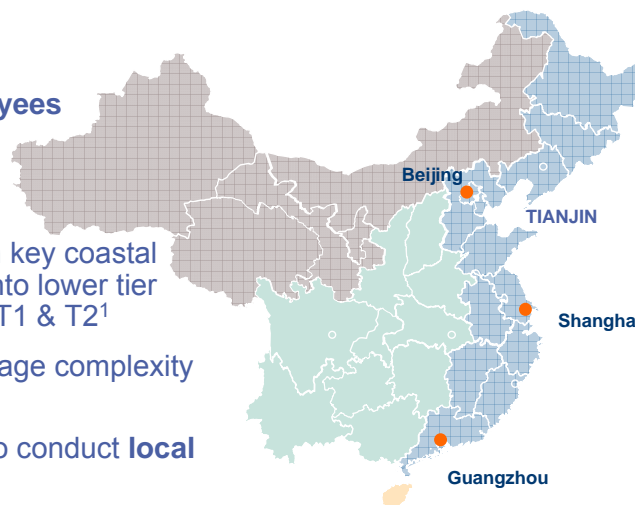 yees
key coastal
nto lower tier
T1 & T2¹
age complexity
o conduct local
Beijing
TIANJIN
Shangha
Guangzhou